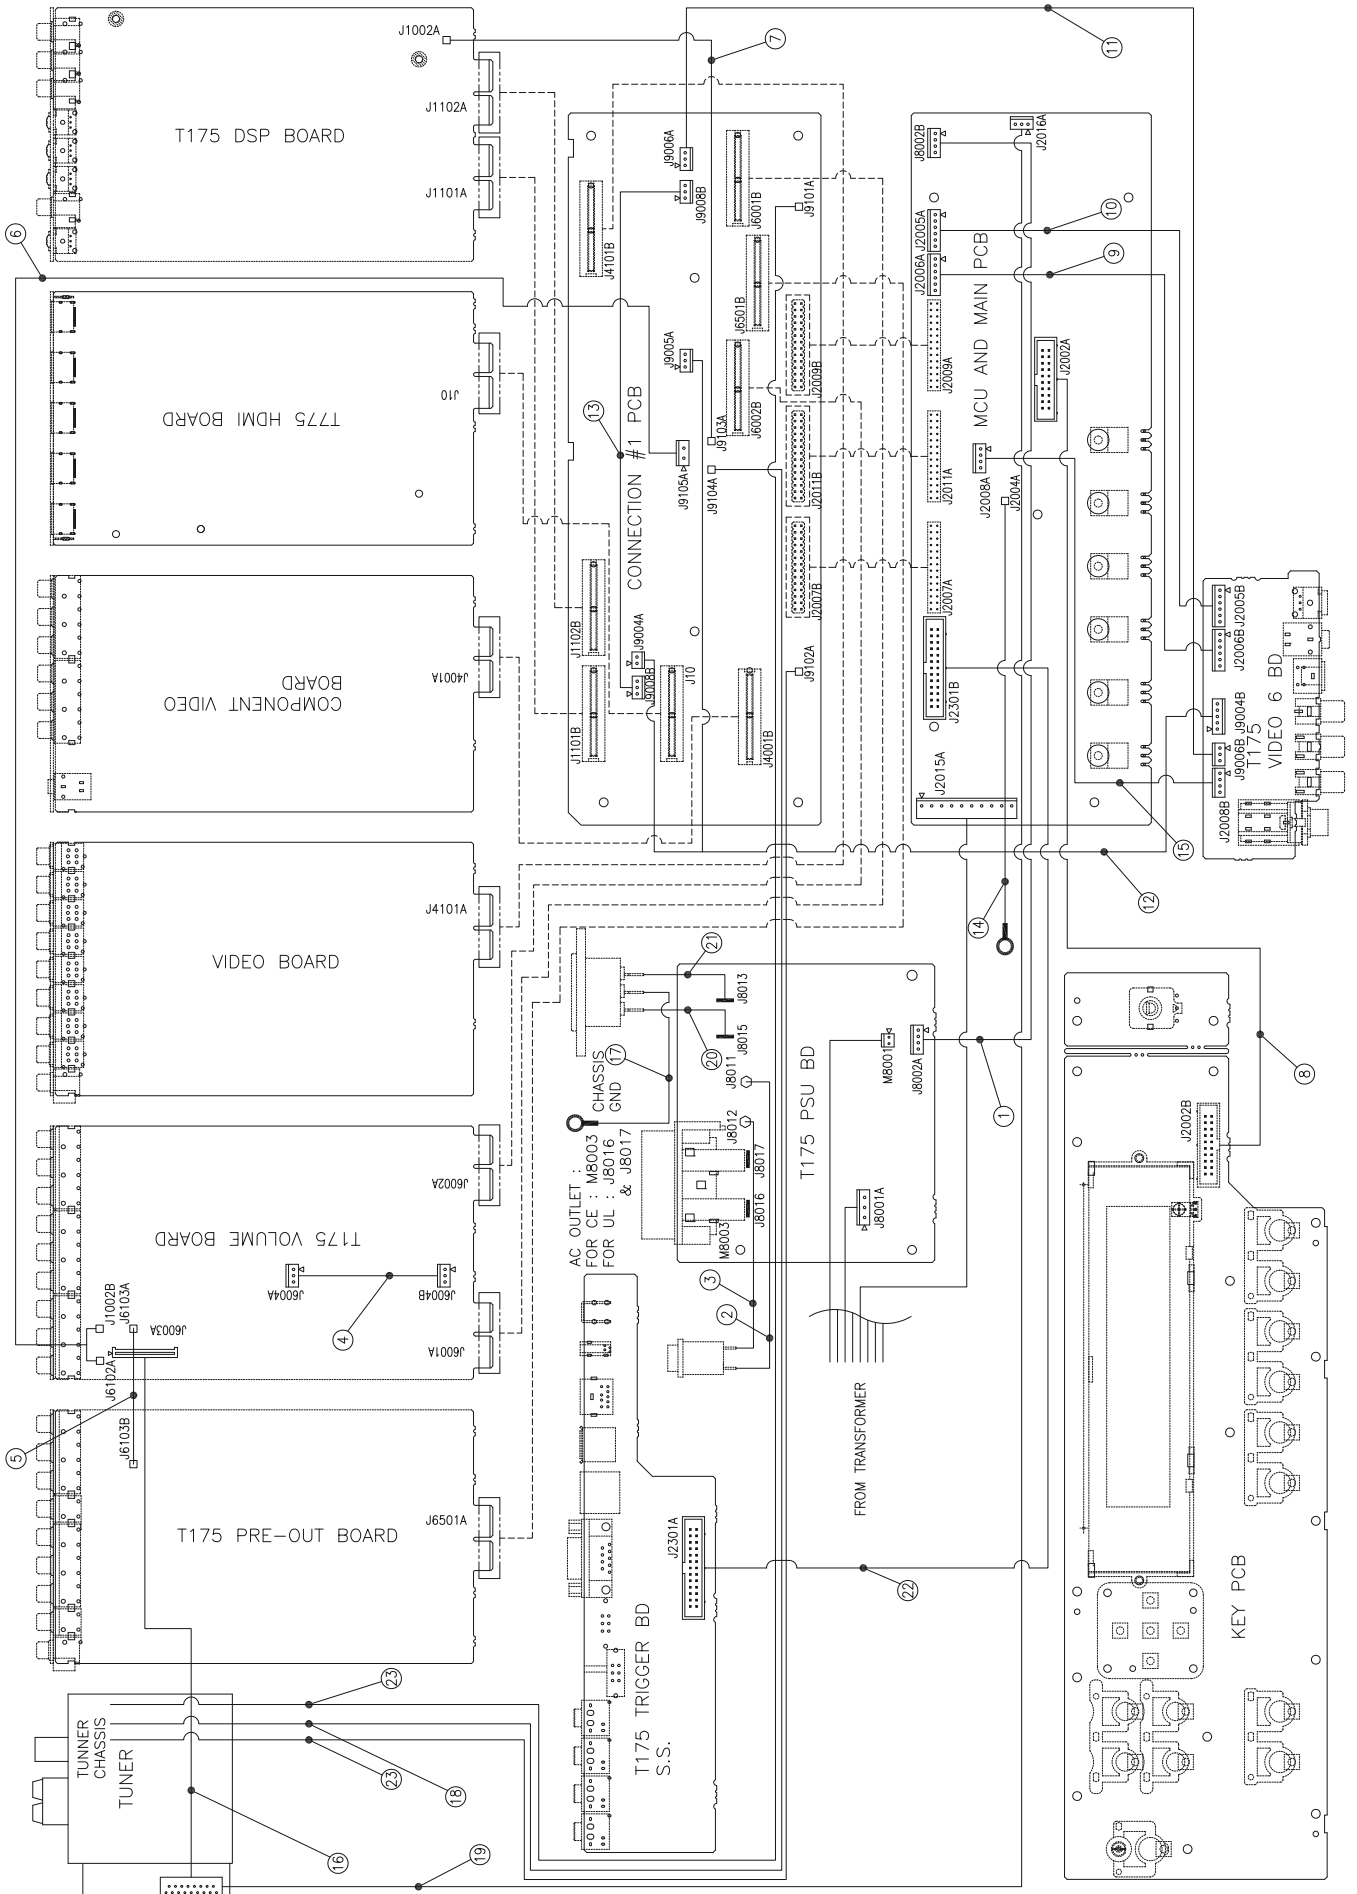 J1002A
7
11
T175 DSP BOARD
J1102A
J1101A
6
J9006A
J9008B
J4101B
J6001B
J9101A
J8002B
J2016A
10
J2005A
J2006A
9
MCU AND MAIN PCB
T775 HDMI BOARD
J10
J9005A
J6501B
13
CONNECTION #1 PCB
J9103A
J6002B
J2009B
J2009A
J2002A
J9105A
J9104A
J2011B
J2011A
J2008A
J2004A
COMPONENT VIDEO
BOARD
J4001A
J1102B
J9004A
J9008B
J10
J1101B
J4001B
J2007B
J9102A
J2007A
J2301B
J2015A
J2005B
J2006B
J9004B
J9006B
J2008B
T175
VIDEO 6 BD
15
12
14
VIDEO BOARD
J4101A
21
J8013
J8015
20
17
CHASSIS
GND
J8011
J8012
M8001
J8002A
1
T175 PSU BD
8
J2002B
AC OUTLET :
FOR CE : M8003
FOR UL : J8016
& J8017
J8017
J8016
M8003
J8001A
3
2
T175 VOLUME BOARD
J6002A
J1002B
J6103A
J6003A
J6102A
J6004A
4
J6004B
J6001A
5
J6103B
T175 PRE-OUT BOARD
J6501A
FROM TRANSFORMER
J2301A
22
T175 TRIGGER BD
S.S.
KEY PCB
TUNNER
CHASSIS
TUNER
23
18
23
16
19